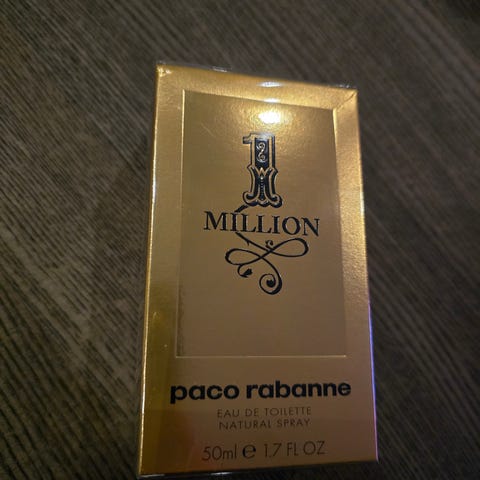 1
MILLION
paco rabanne
EAU DE TOILETTE
NATURAL SPRAY
50ml e 1.7 FL OZ